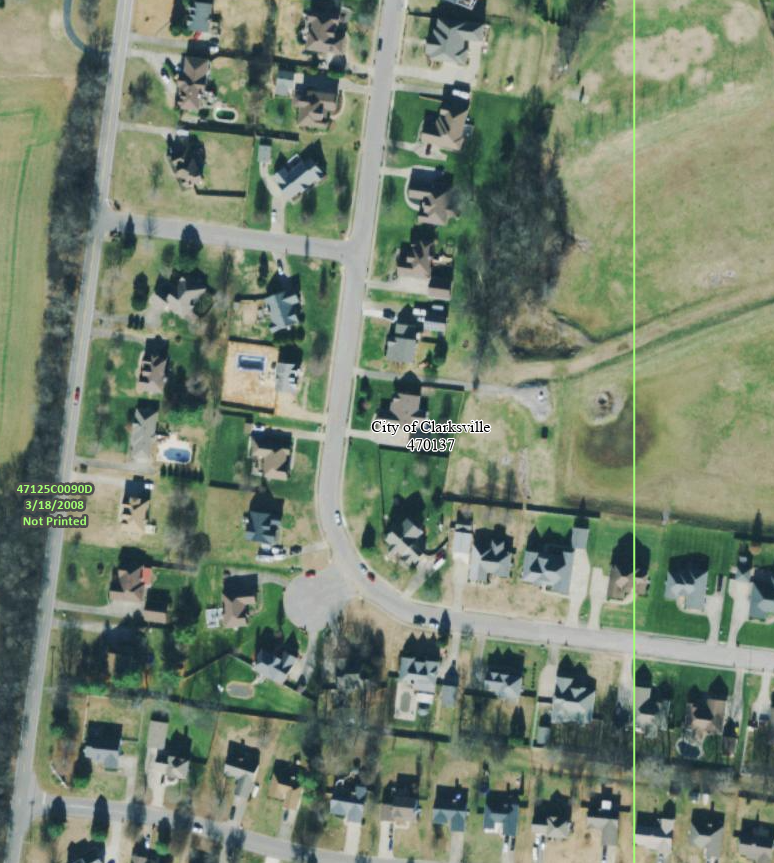 City of Clarksville
470137
47125C0090D
3/18/2008
Not Printed